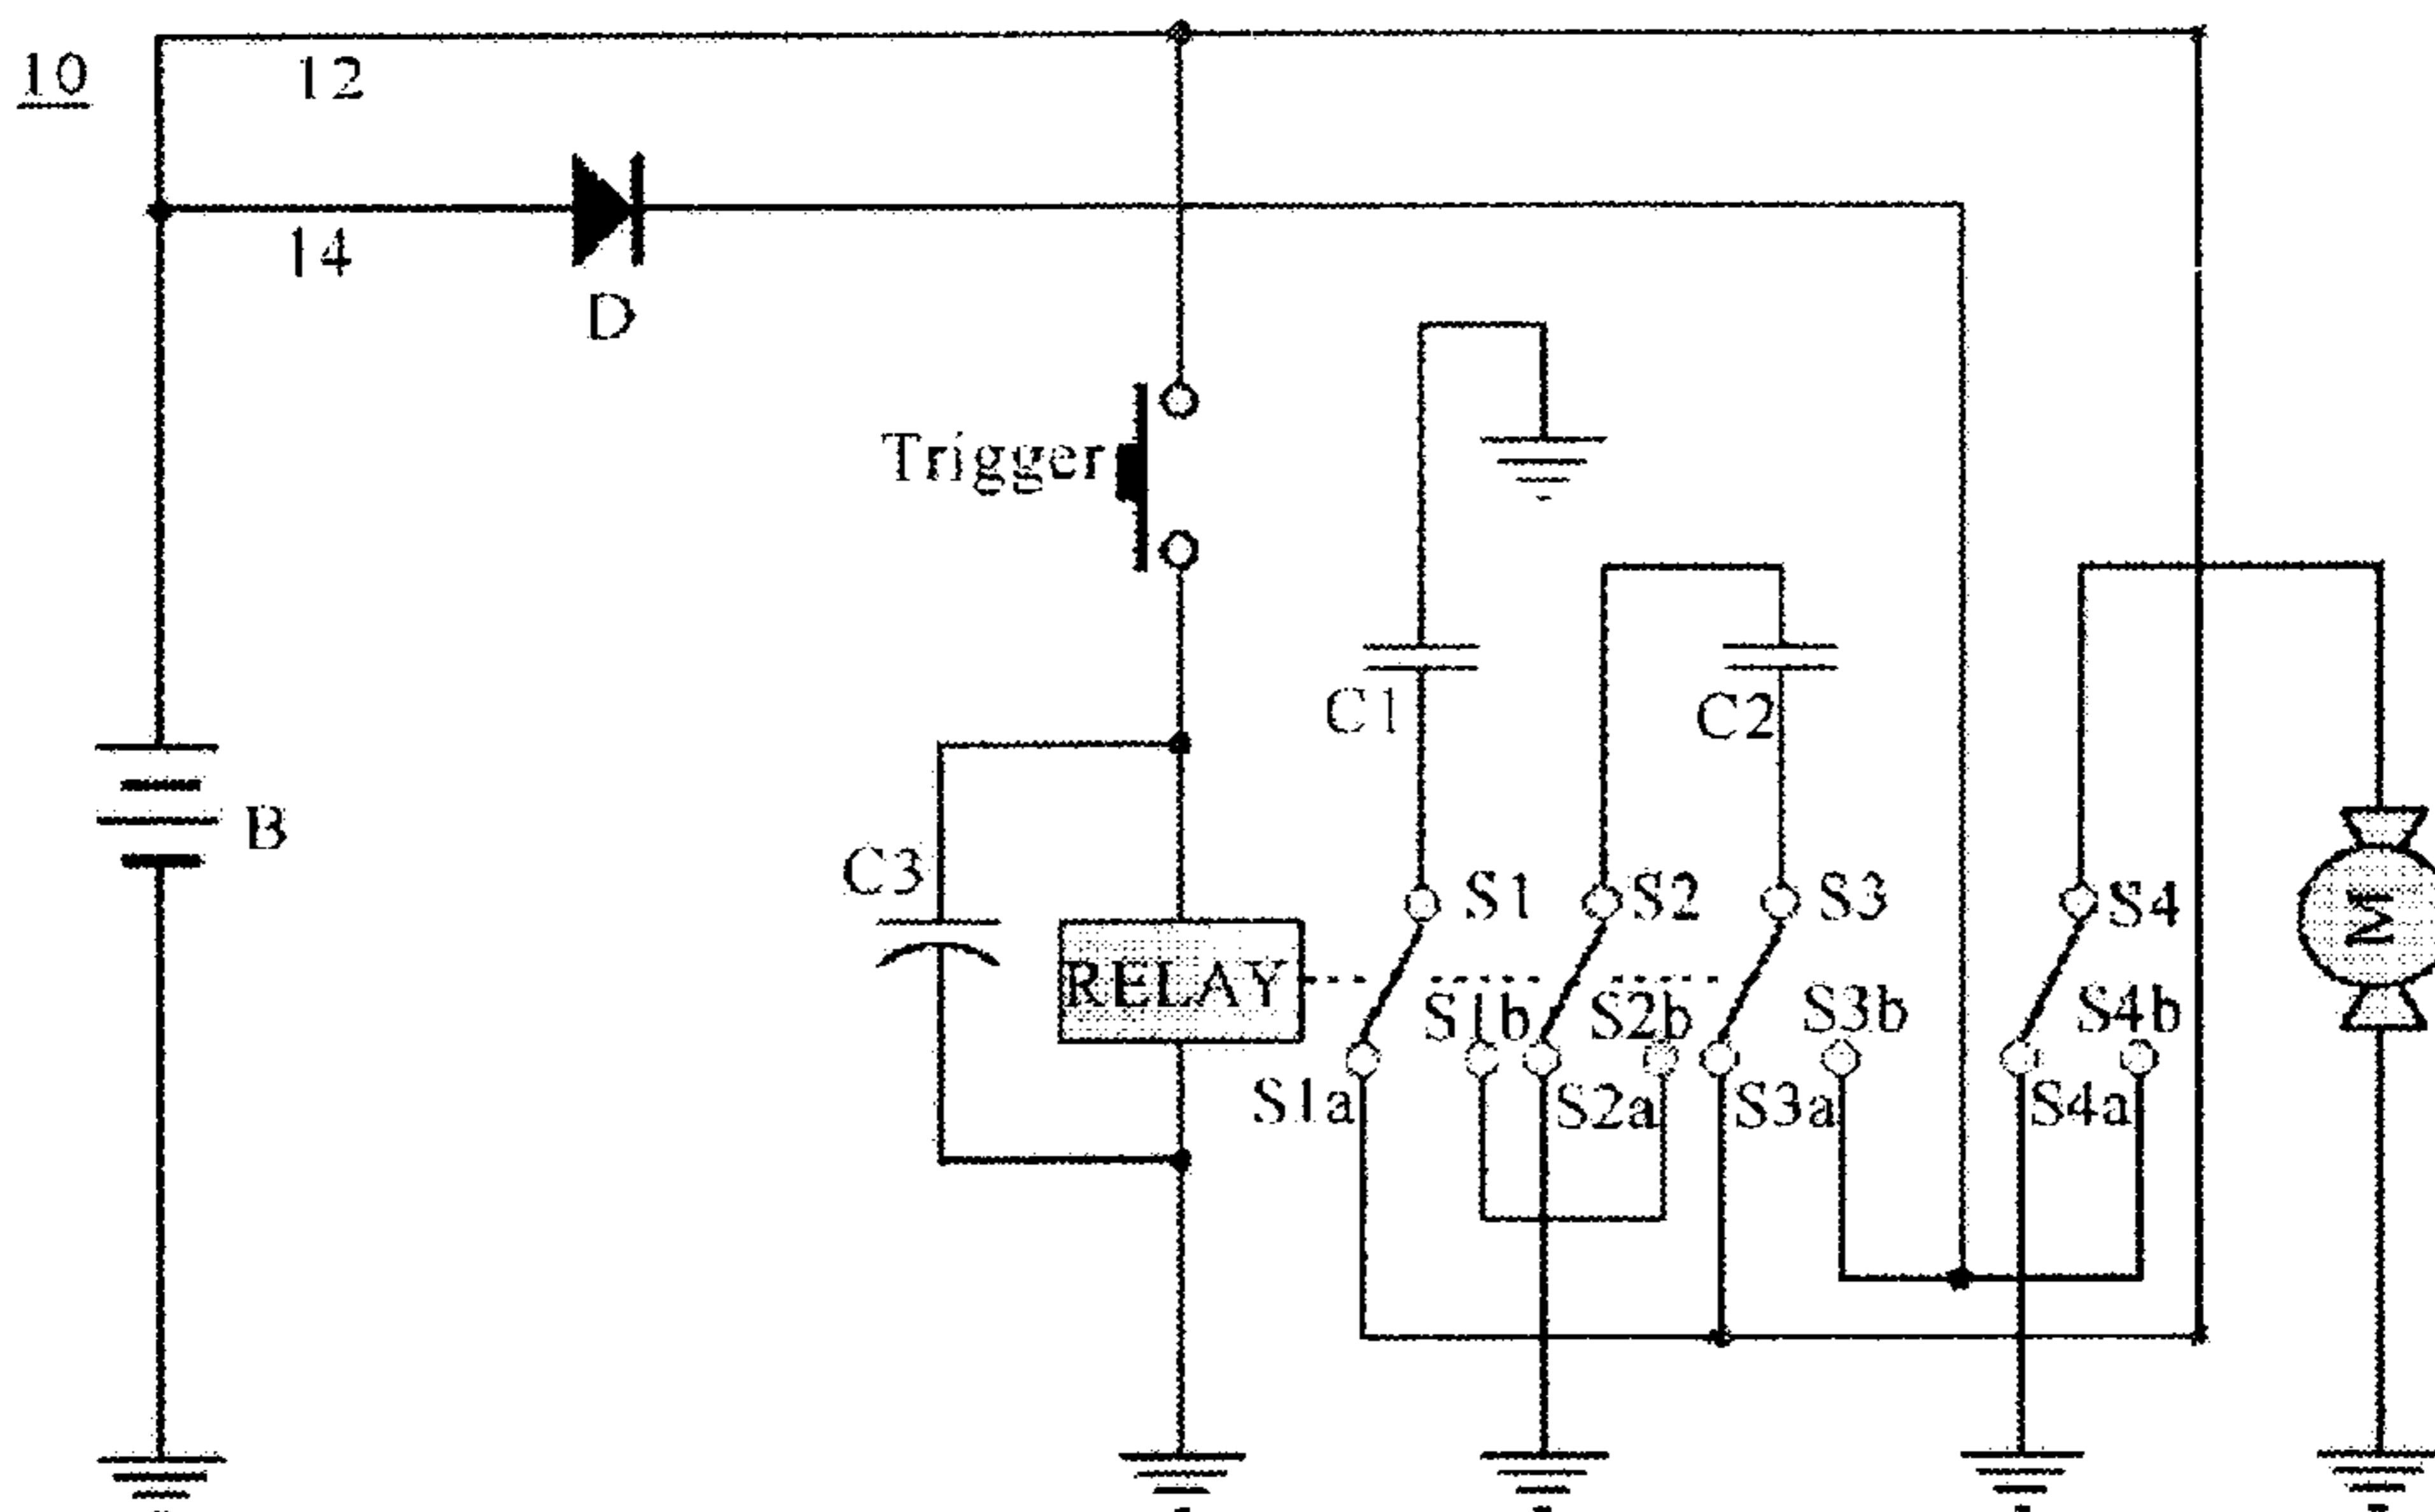 10
12
14
D
Trigger
C1
C2
B
C3
S1
S2
S3
S4
RELAY
M
S1b
S2b
S3b
S4b
S1a
S2a
S3a
S4a